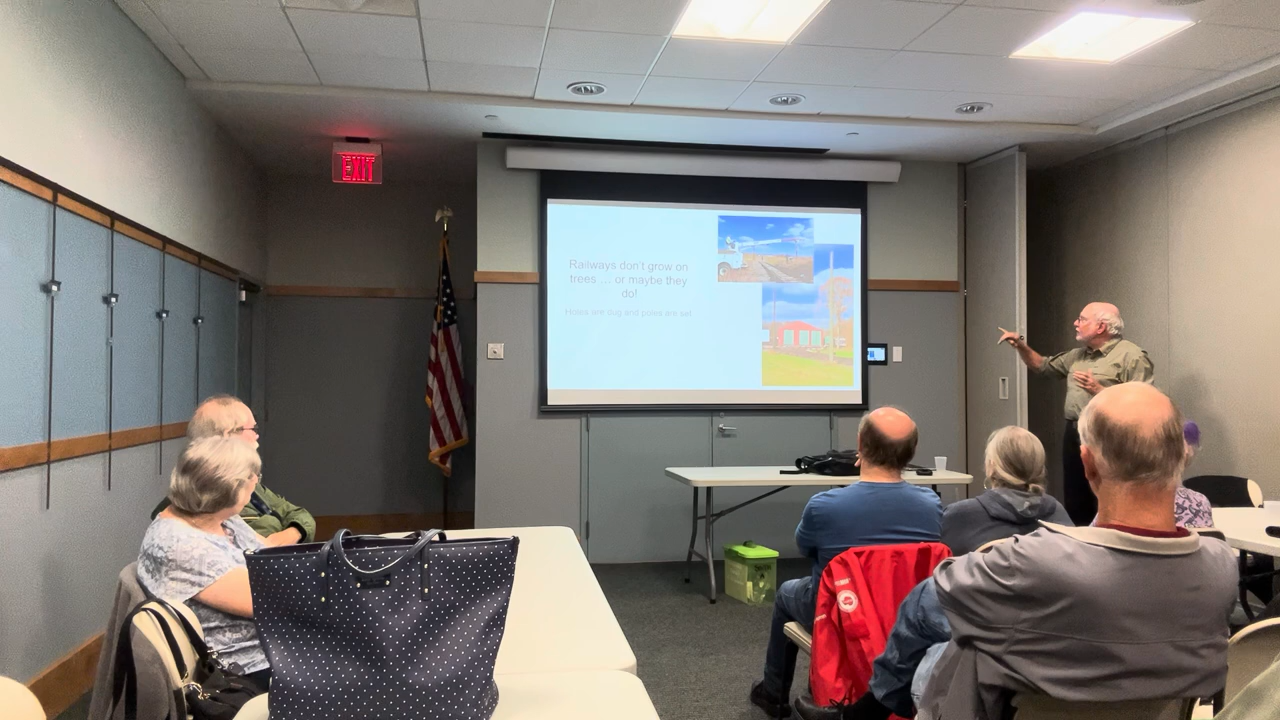 EXIT
Railways don't grow on
trees ... or maybe they
do!
Holes are dug and poles are set